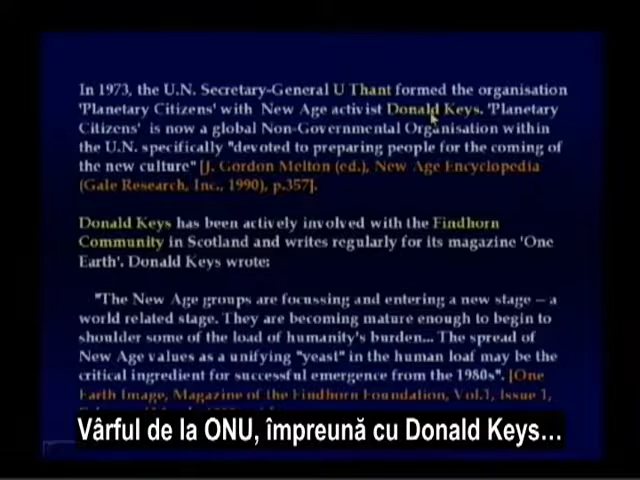 In 1973, the U.N. Secretary-General U Thant formed the organisation
'Planetary Citizens' with New Age activist Donald Keys. 'Planetary
Citizens' is now a global Non-Governmental Organisation within
the U.N. specifically "devoted to preparing people for the coming of
the new culture" [J. Gordon Melton (ed.), New Age Encyclopedia
(Gale Research, Inc., 1990), p.357].
Donald Keys has been actively involved with the Findhorn
Community in Scotland and writes regularly for its magazine 'One
Earth'. Donald Keys wrote:
"The New Age groups are focussing and entering a new stage – a
world related stage. They are becoming mature enough to begin to
shoulder some of the load of humanity's burden... The spread of
New Age values as a unifying "yeast" in the human loaf may be the
critical ingredient for successful emergence from the 1980s". [One
Earth Image, Magazine of the Findhorn Foundation, Vol.1, Issue 1,
Vârful de la ONU, împreună cu Donald Keys...